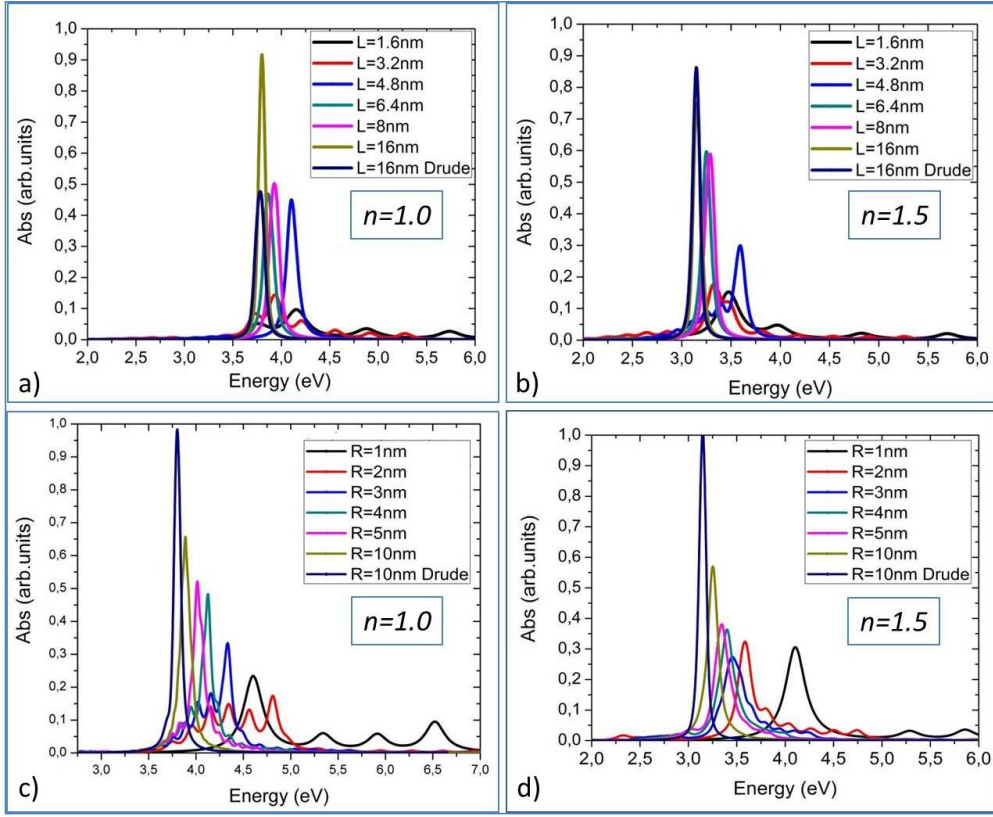 1,0
0,9
0,8
0,7
0,6
0,5
0,4
0,3
0,2
0,1
0,0
Abs (arb.units)
L=1.6nm
L=3.2nm
L=4.8nm
L=6.4nm
L=8nm
L=16nm
L=16nm Drude
n=1.0
2,0 2,5 3,0 3,5 4,0 4,5 5,0 5,5 6,0
Energy (eV)
a)
1,0
0,9
0,8
0,7
0,6
0,5
0,4
0,3
0,2
0,1
0,0
Abs (arb.units)
L=1.6nm
L=3.2nm
L=4.8nm
L=6.4nm
L=8nm
L=16nm
L=16nm Drude
n=1.5
2,0 2,5 3,0 3,5 4,0 4,5 5,0 5,5 6,0
Energy (eV)
b)
1,0
0,9
0,8
0,7
0,6
0,5
0,4
0,3
0,2
0,1
0,0
Abs (arb.units)
R=1nm
R=2nm
R=3nm
R=4nm
R=5nm
R=10nm
R=10nm Drude
n=1.0
3,0 3,5 4,0 4,5 5,0 5,5 6,0 6,5 7,0
Energy (eV)
c)
1,0
0,9
0,8
0,7
0,6
0,5
0,4
0,3
0,2
0,1
0,0
Abs (arb.units)
R=1nm
R=2nm
R=3nm
R=4nm
R=5nm
R=10nm
R=10nm Drude
n=1.5
2,0 2,5 3,0 3,5 4,0 4,5 5,0 5,5 6,0
Energy (eV)
d)